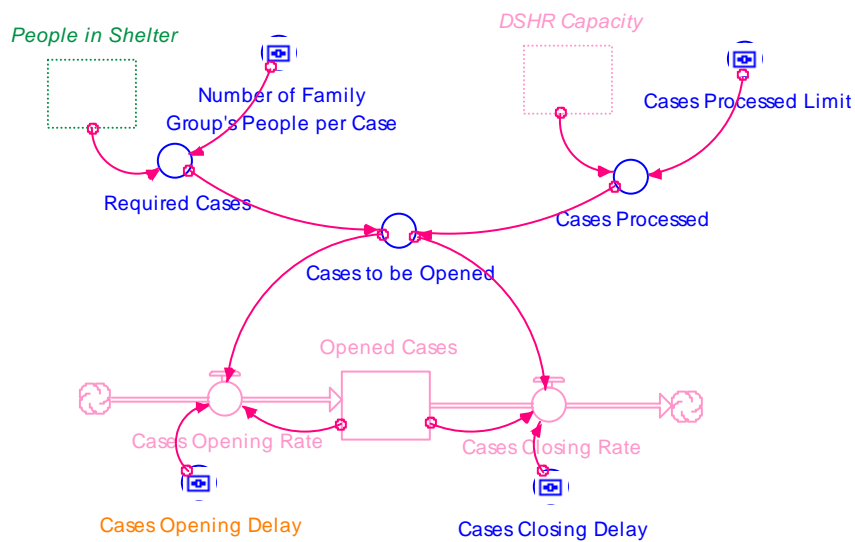 DSHR Capacity
People in Shelter
Number of Family
Group's People per Case
Cases Processed Limit
Required Cases
Cases Processed
Cases to be Opened
Opened Cases
Cases Opening Rate
Cases Closing Rate
Cases Opening Delay
Cases Closing Delay